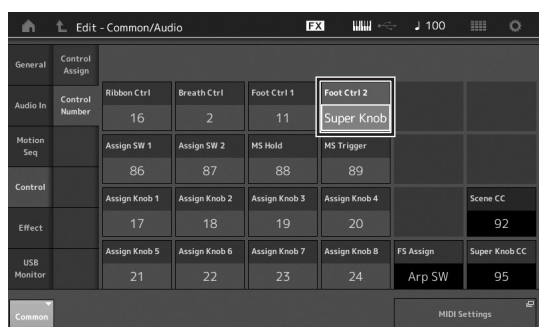 Edit - Common/Audio FX 100
General Control Assign
Audio In Control Number
Ribbon Ctrl Breath Ctrl Foot Ctrl 1 Foot Ctrl 2
16 2 11 Super Knob
Motion Seq
Assign SW 1 Assign SW 2 MS Hold MS Trigger
86 87 88 89
Control
Assign Knob 1 Assign Knob 2 Assign Knob 3 Assign Knob 4 Scene CC
17 18 19 20 92
Effect
Assign Knob 5 Assign Knob 6 Assign Knob 7 Assign Knob 8 FS Assign Super Knob CC
USB Monitor
21 22 23 24 Arp SW 95
Common MIDI Settings